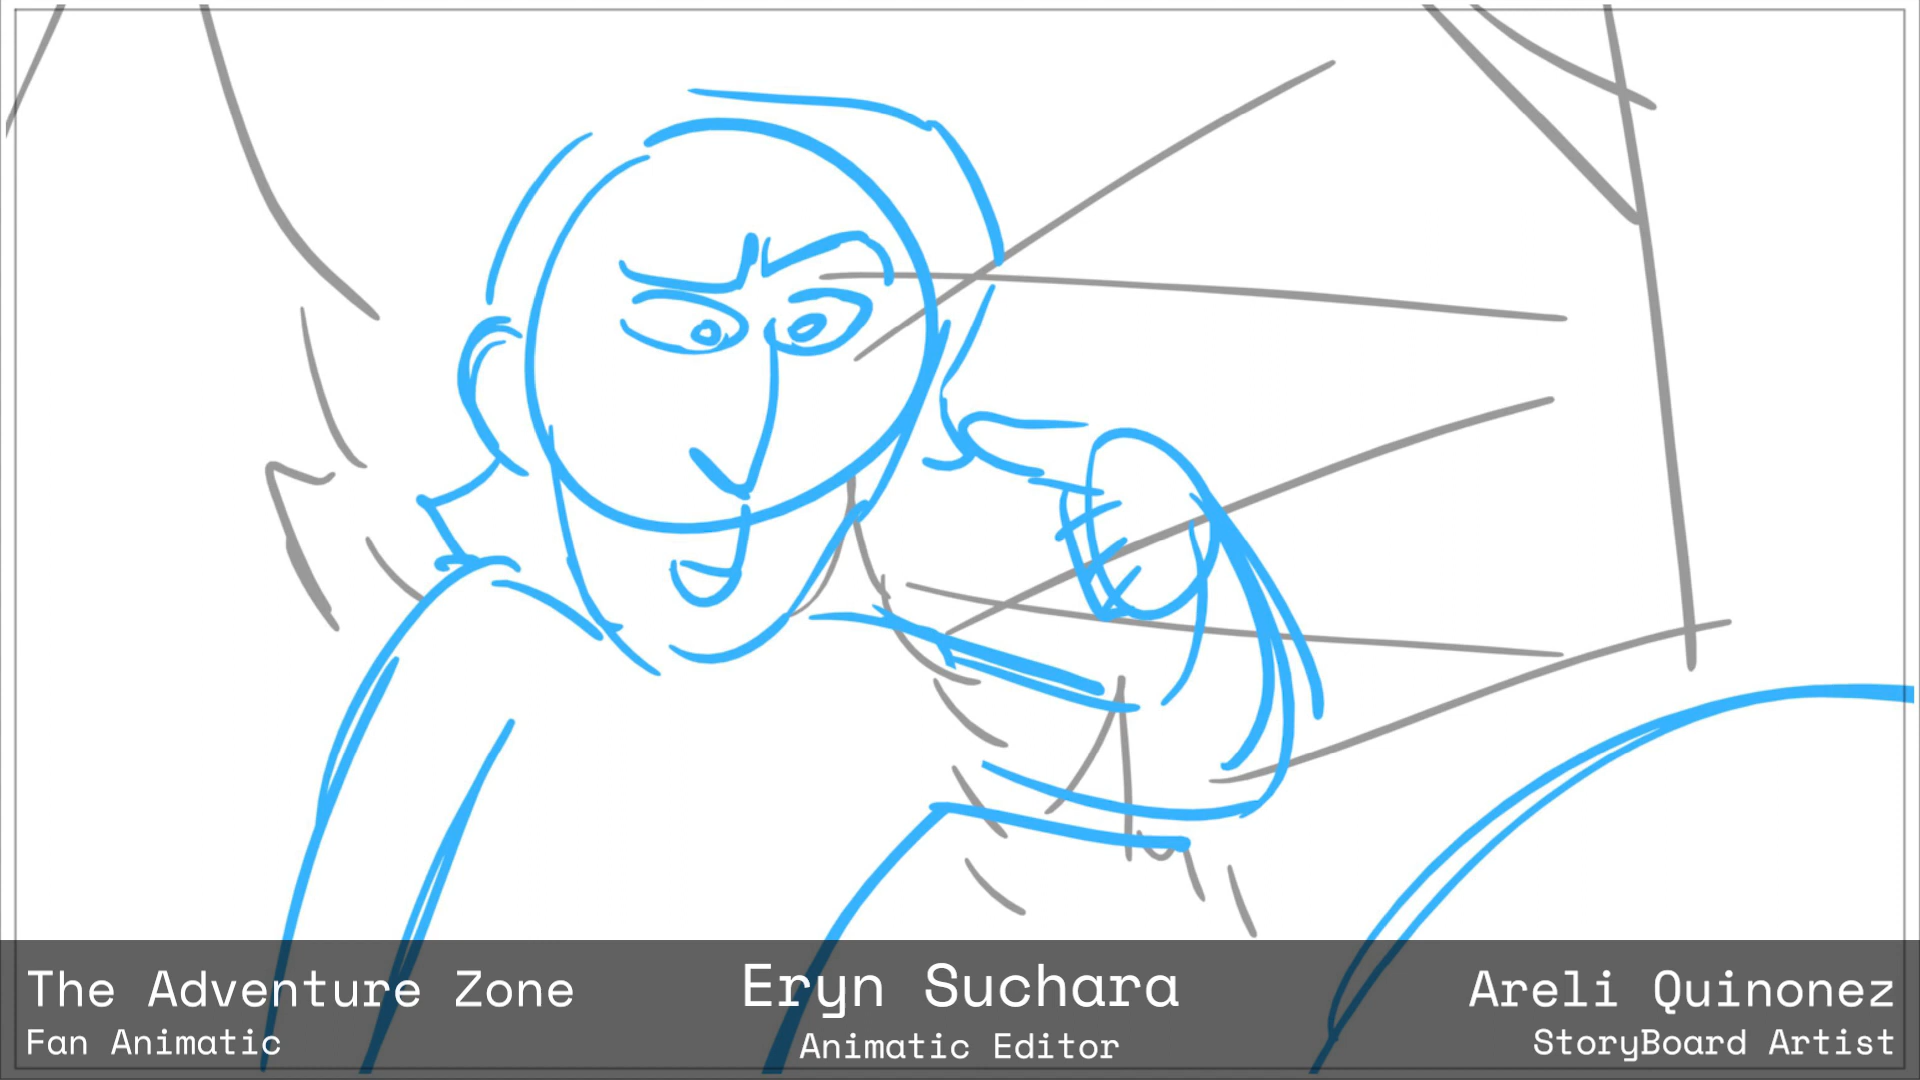 The Adventure Zone
Fan Animatic
Eryn Suchara
Animatic Editor
Areli Quinonez
StoryBoard Artist